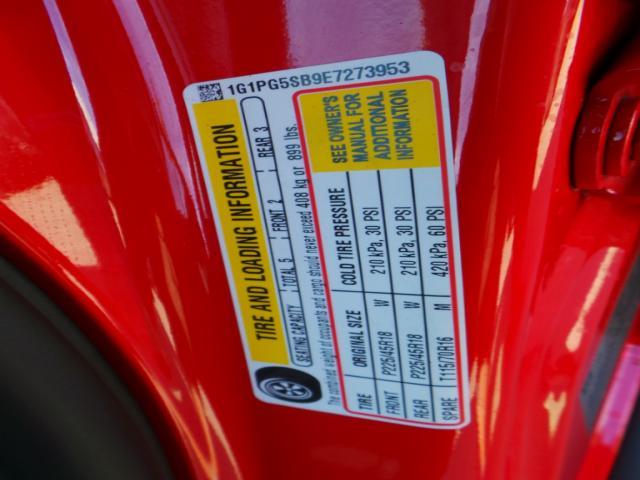 1G1PG5SB9E7273953
TIRE AND LOADING INFORMATION
SEATING CAPACITY TOTAL 5 FRONT 2 REAR 3
The combined weight of occupants and cargo should never exceed 408 kg or 899 lbs.
TIRE ORIGINAL SIZE COLD TIRE PRESSURE
FRONT P225/45R18 W 210 kPa, 30 PSI
REAR P225/45R18 W 210 kPa, 30 PSI
SPARE T115/70R16 M 420 kPa, 60 PSI
SEE OWNER'S
MANUAL FOR
ADDITIONAL
INFORMATION